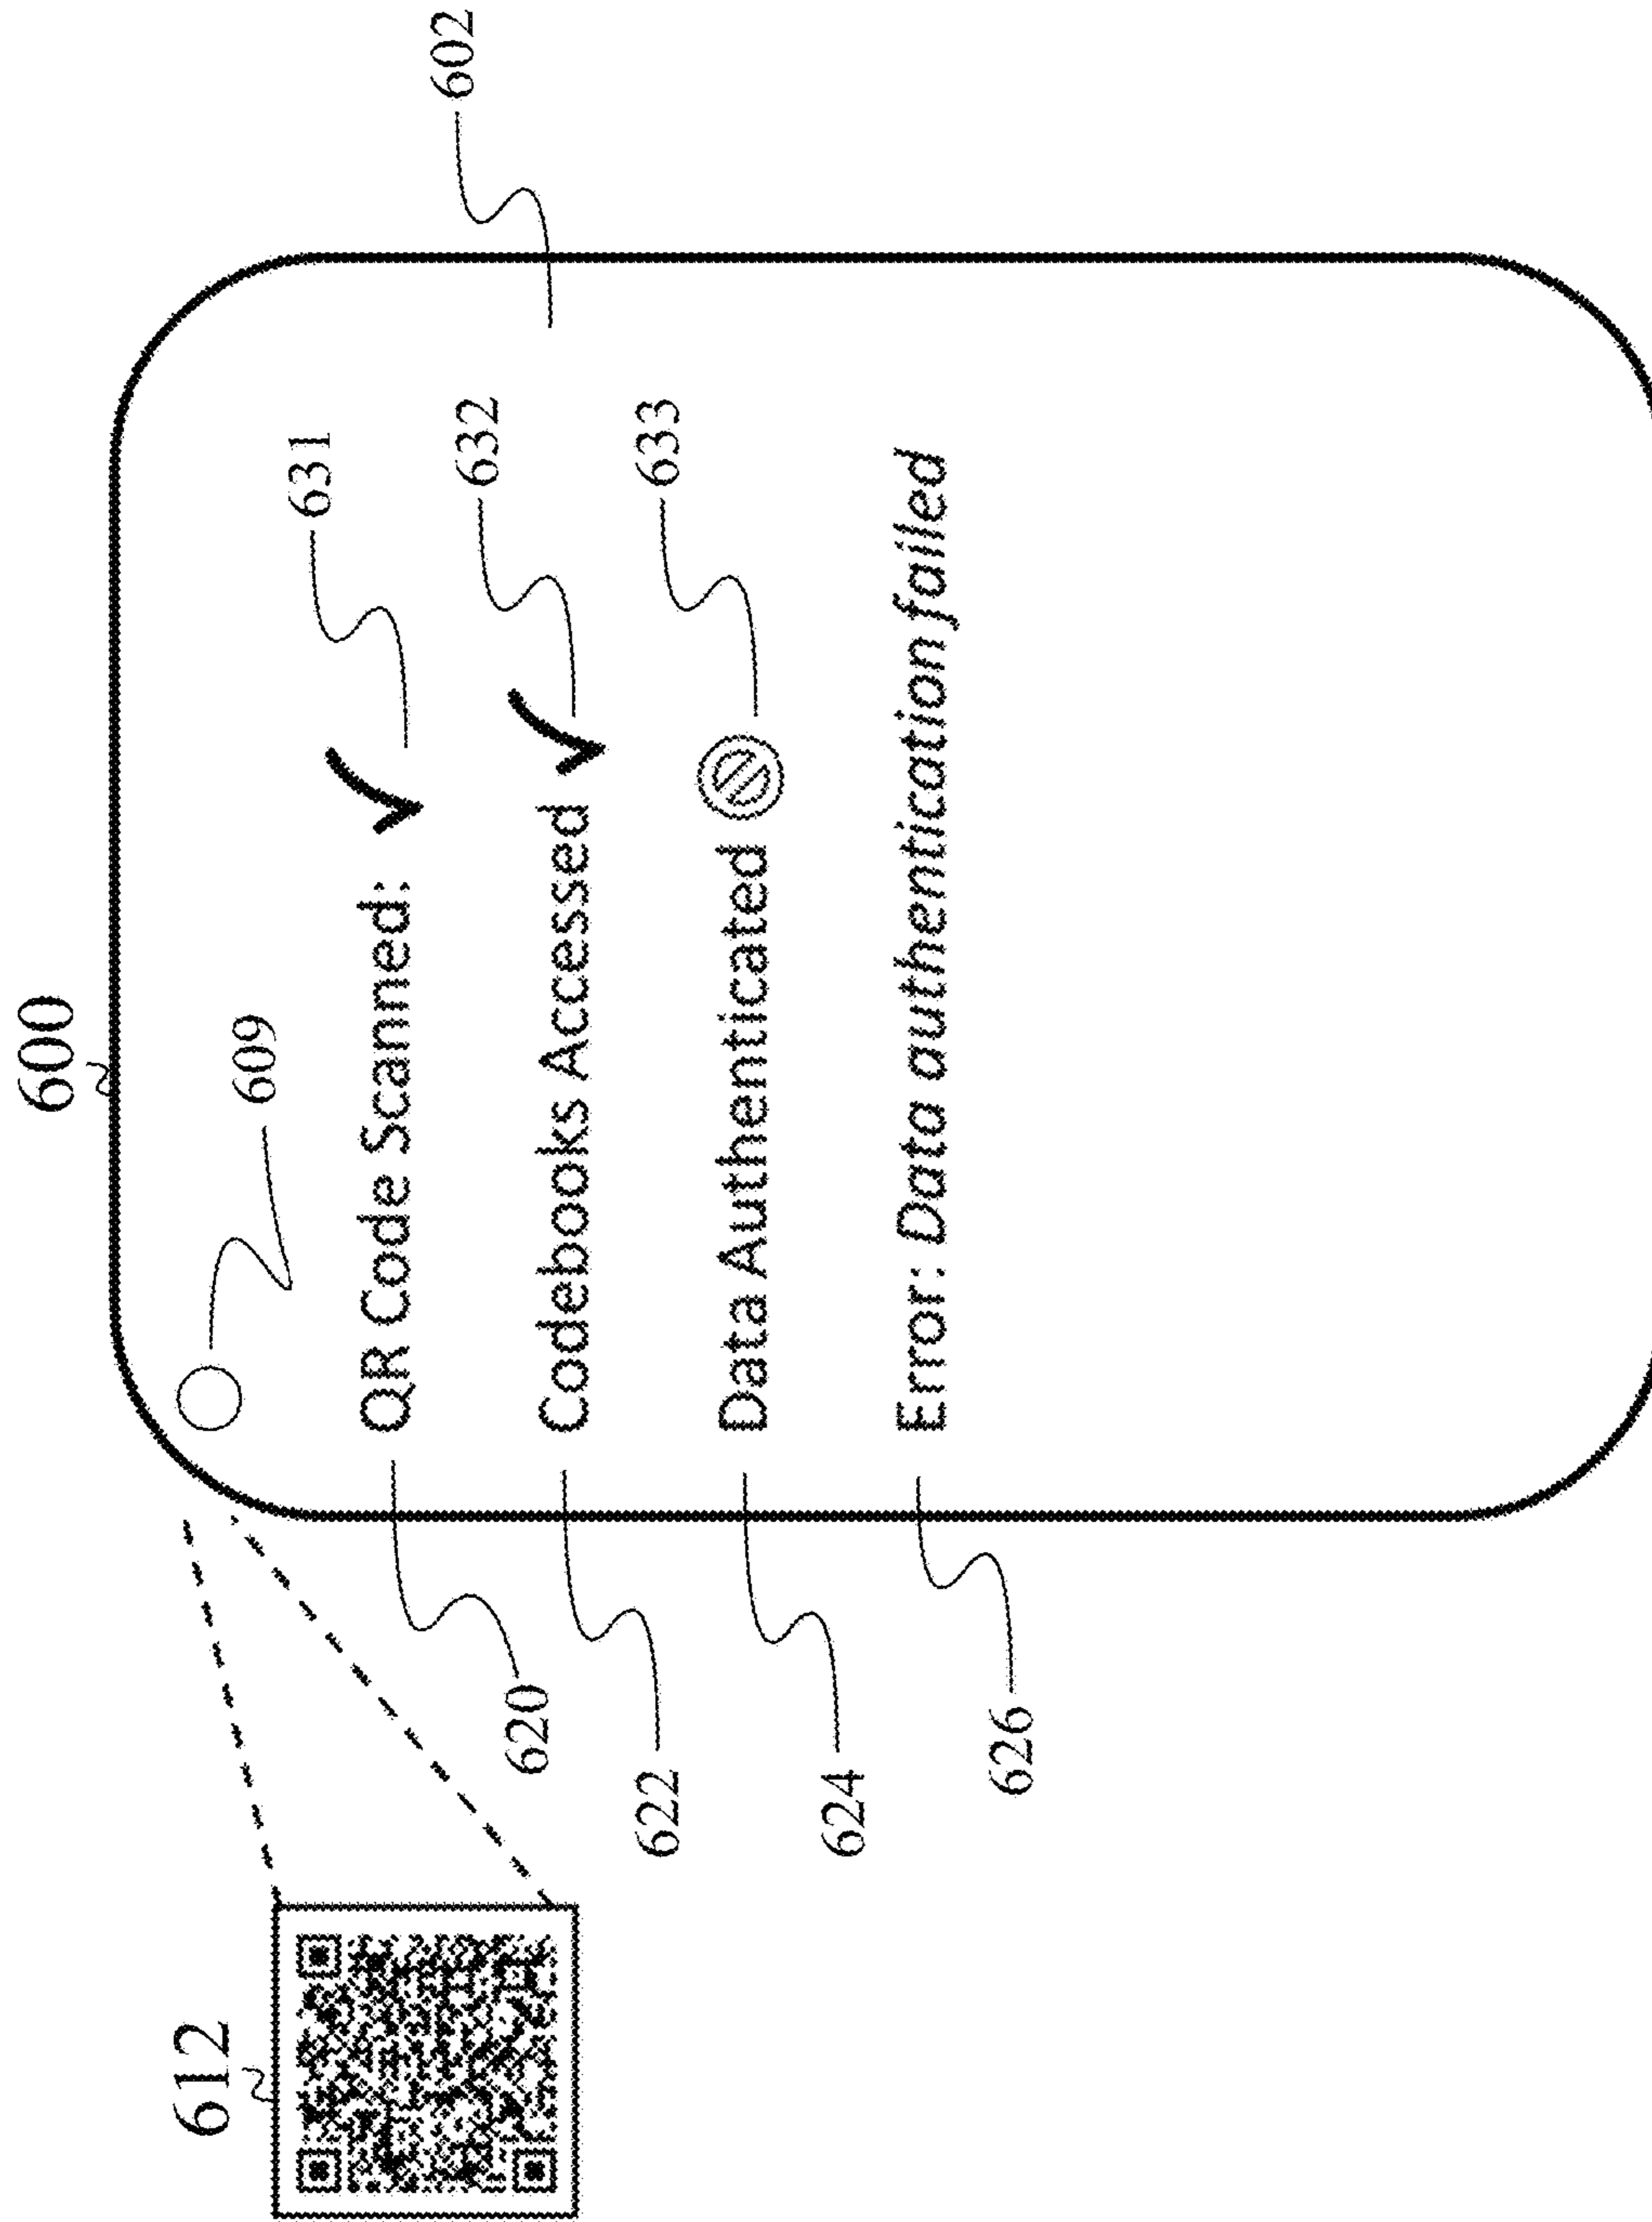 600
612
609
602
QR Code Scanned:
631
Codebooks Accessed
632
Data Authenticated
633
Error: Data authentication failed
620
622
624
626